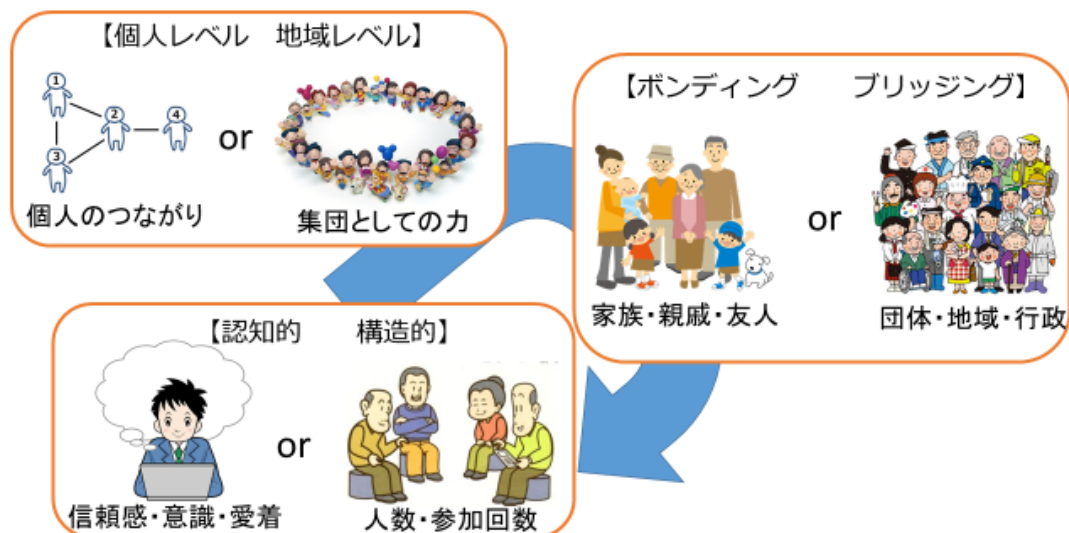 【個人レベル　地域レベル】
1
2
4
3
or
個人のつながり
集団としての力
【ボンディング　ブリッジング】
or
家族・親戚・友人
団体・地域・行政
【認知的　構造的】
or
信頼感・意識・愛着
人数・参加回数